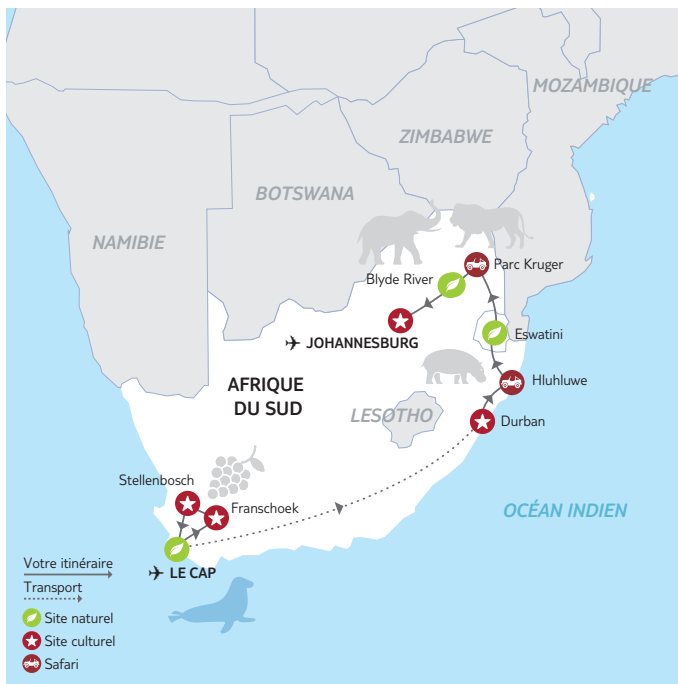 MOZAMBIQUE
ZIMBABWE
BOTSWANA
NAMIBIE
Parc Kruger
Blyde River
Eswatini
JOHANNESBURG
Hluhluwe
AFRIQUE
DU SUD
LESOTHO
Durban
Stellenbosch
Franschoek
OCÉAN INDIEN
LE CAP
Votre itinéraire
Transport
Site naturel
Site culturel
Safari